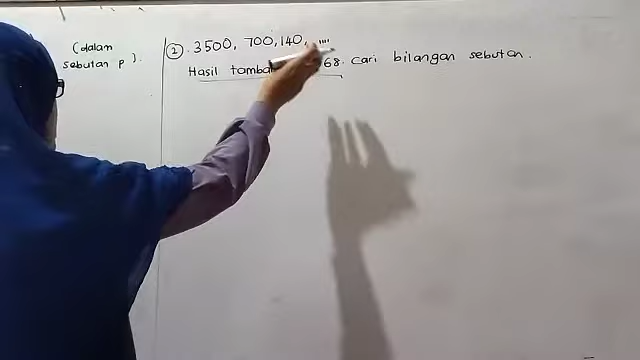 (dalam
sebutan p).
② 3500, 700, 140, ....
Hasil tambah 68. Cari bilangan sebutan.